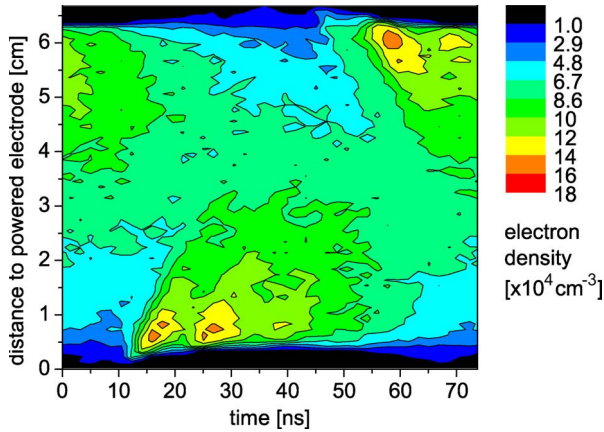 distance to powered electrode [cm]
6
5
4
3
2
1
0
0 10 20 30 40 50 60 70
time [ns]
1.0
2.9
4.8
6.7
8.6
10
12
14
16
18
electron
density
[x10⁴cm⁻³]